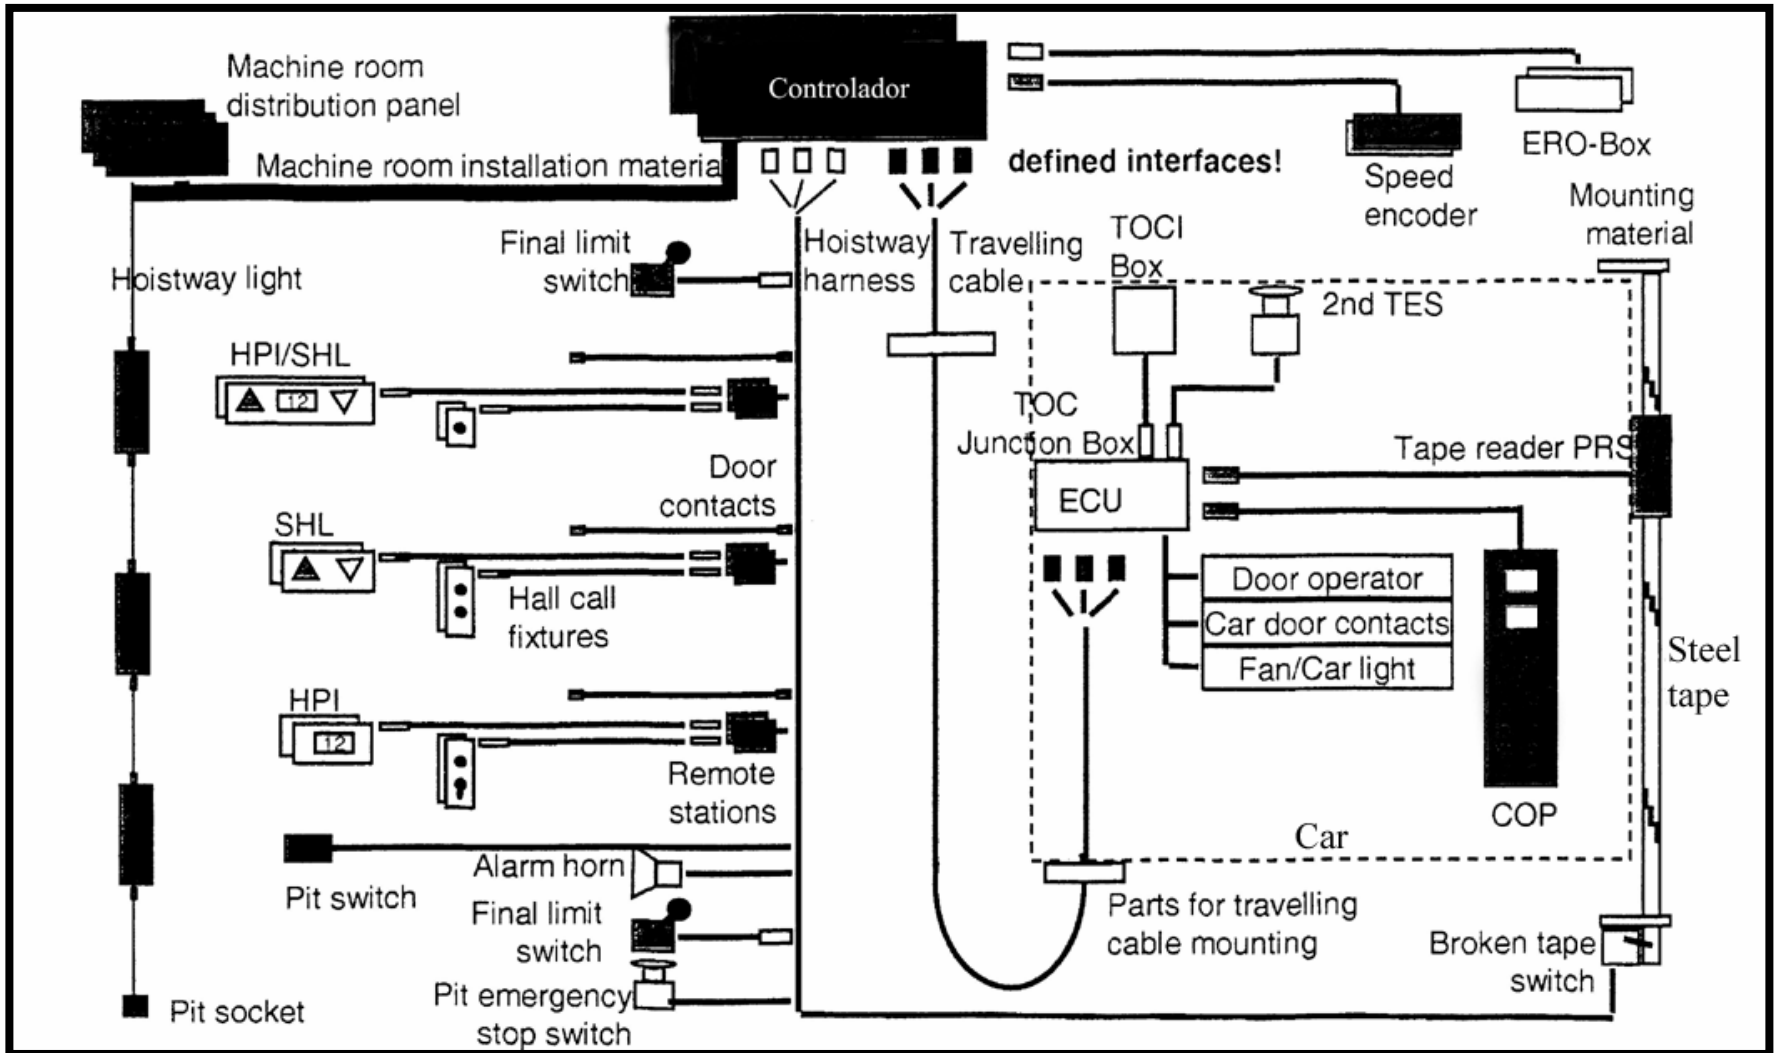 Machine room
distribution panel
Machine room installation materia
Controlador
defined interfaces!
Speed
encoder
ERO-Box
Mounting
material
Hoistway light
Final limit
switch
Hoistway
harness
Travelling
cable
TOCI
Box
2nd TES
HPI/SHL
12
TOC
Junction Box
ECU
Tape reader PRS
Door
contacts
SHL
Hall call
fixtures
Door operator
Car door contacts
Fan/Car light
Steel
tape
HPI
12
Remote
stations
COP
Car
Pit switch
Alarm horn
Final limit
switch
Parts for travelling
cable mounting
Broken tape
switch
Pit emergency
stop switch
Pit socket